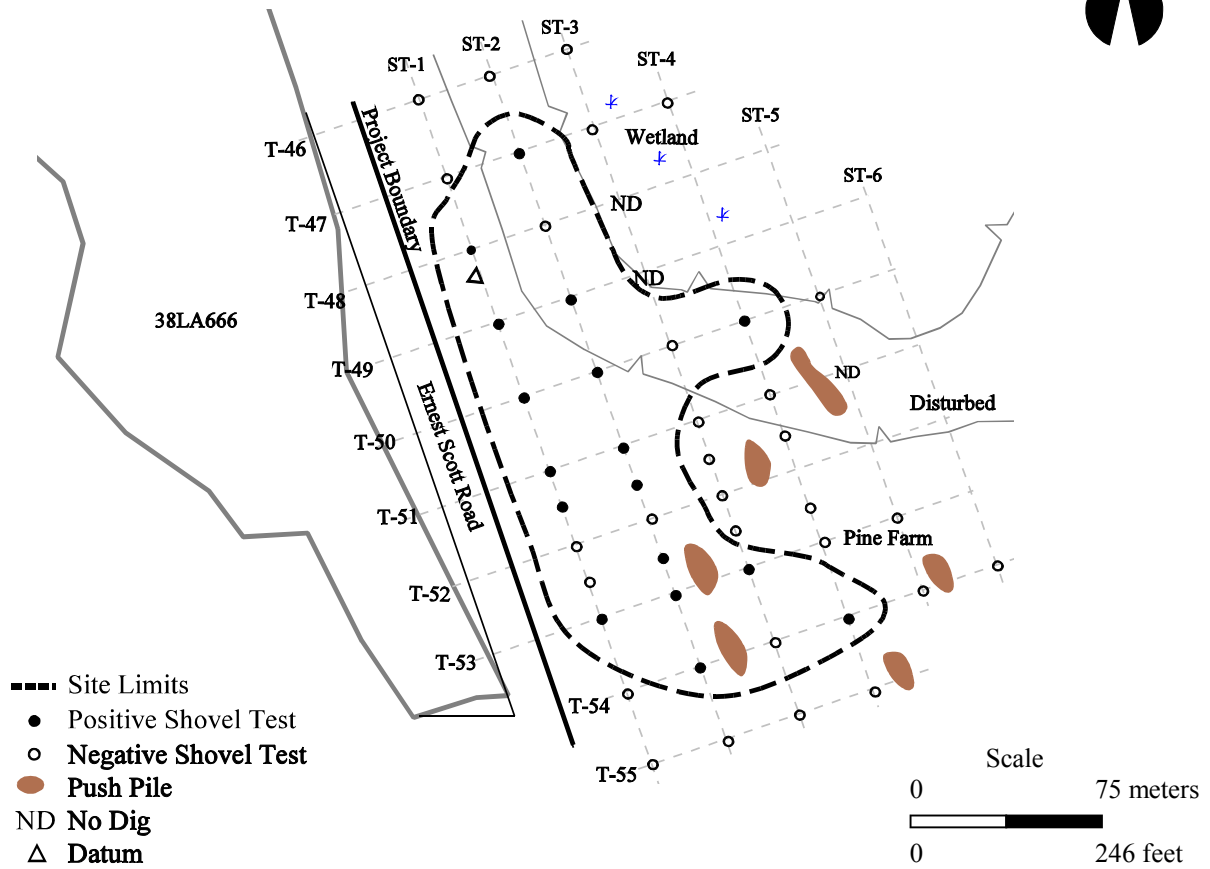 ST-3
ST-2
ST-4
ST-1
ST-5
Project Boundary
Wetland
T-46
ST-6
ND
T-47
ND
T-48
38LA666
T-49
ND
Ernest Scott Road
Disturbed
T-50
T-51
Pine Farm
T-52
T-53
T-54
T-55
Site Limits
Positive Shovel Test
Negative Shovel Test
Push Pile
ND No Dig
Datum
Scale
0 75 meters
0 246 feet